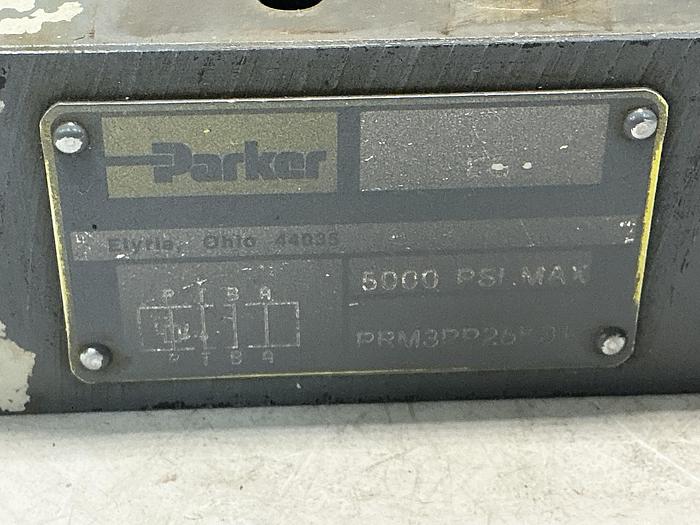 Parker
Elyria, Ohio 44035
P T B A
5000 PSI.MAX
P T B A